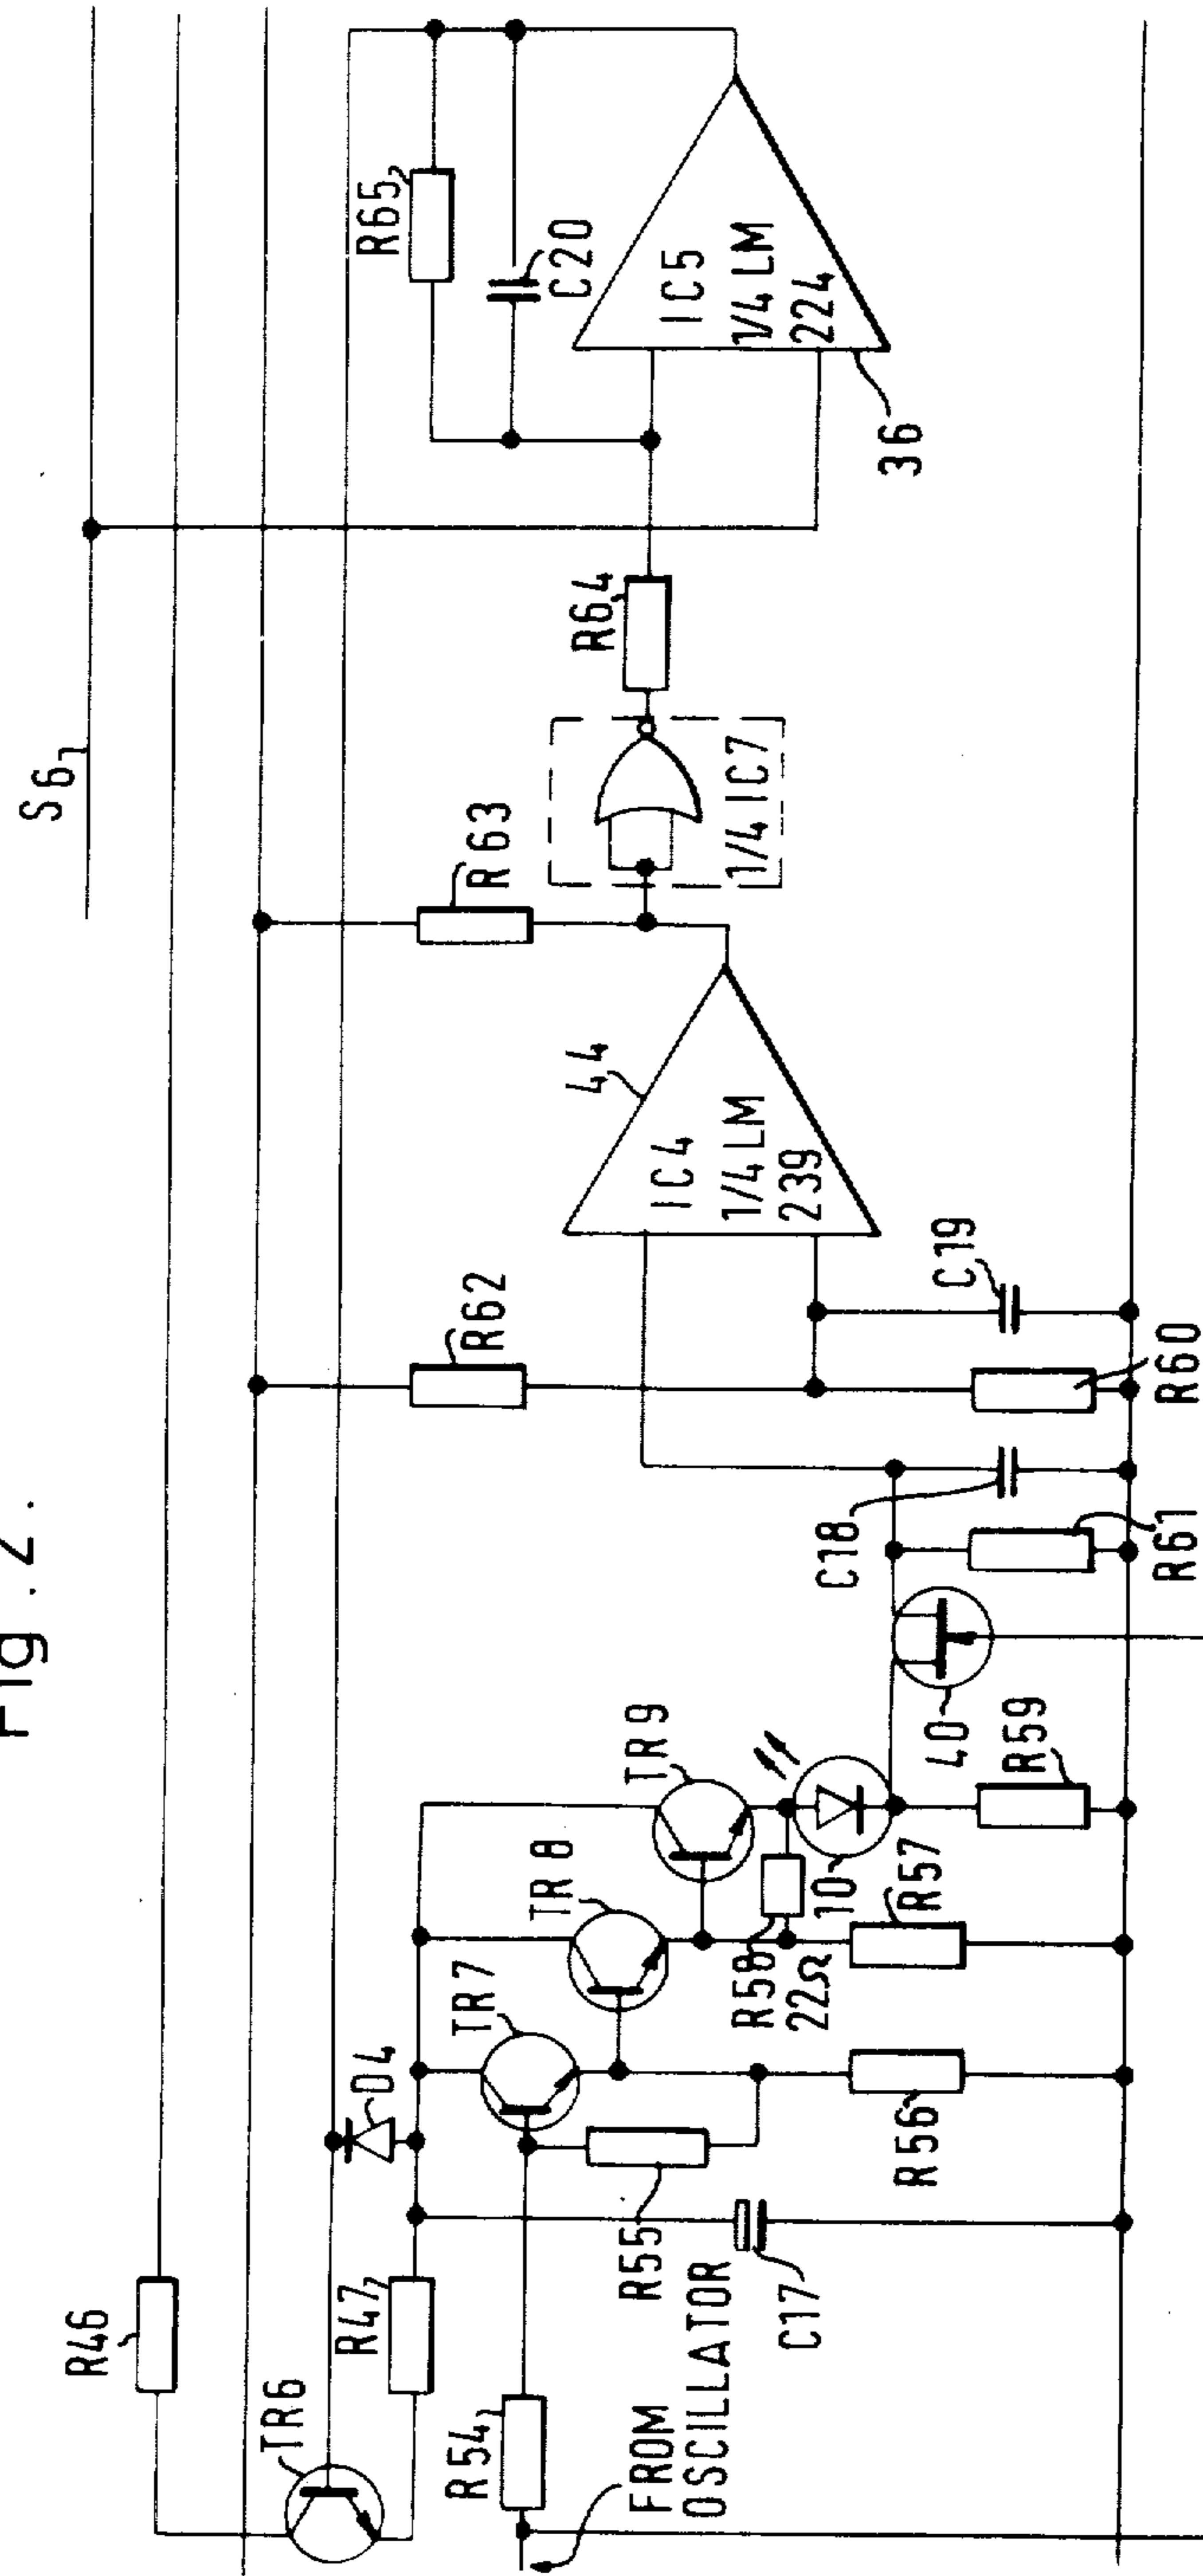 Fig. 2.
S6
R46
TR6
R47
D4
R54
FROM
OSCILLATOR
R55
C17
TR7
R56
TR8
R58
22Ω
R57
TR9
10
R59
40
C18
R61
R62
R60
C19
44
IC4
1/4 LM
239
R63
1/4 IC7
R64
R65
C20
IC5
1/4 LM
224
36